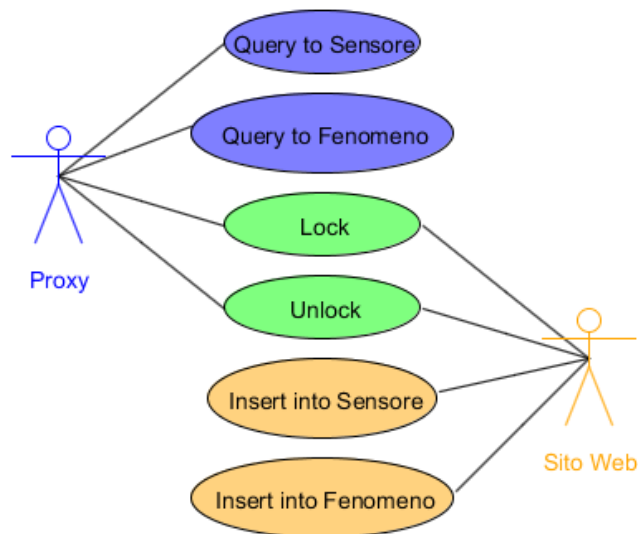 Query to Sensore
Query to Fenomeno
Lock
Proxy
Unlock
Insert into Sensore
Sito Web
Insert into Fenomeno